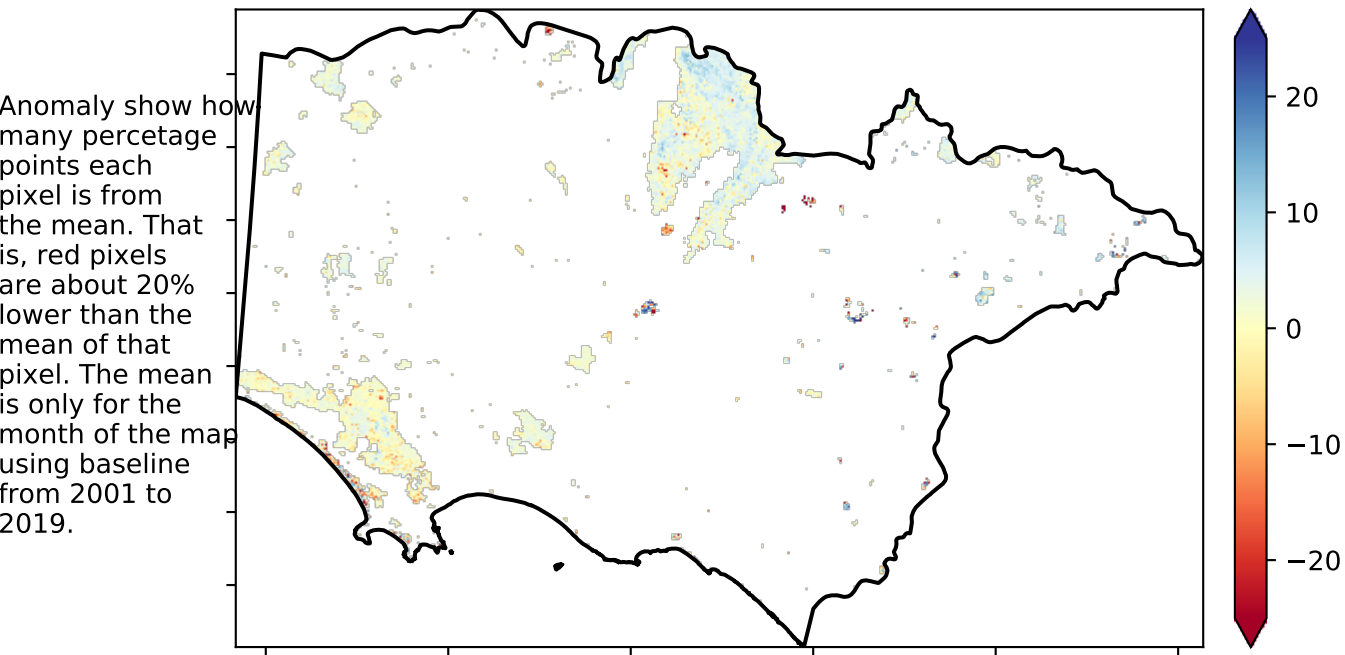 Anomaly show how
many percetage
points each
pixel is from
the mean. That
is, red pixels
are about 20%
lower than the
mean of that
pixel. The mean
is only for the
month of the map
using baseline
from 2001 to
2019.
20
10
0
−10
−20